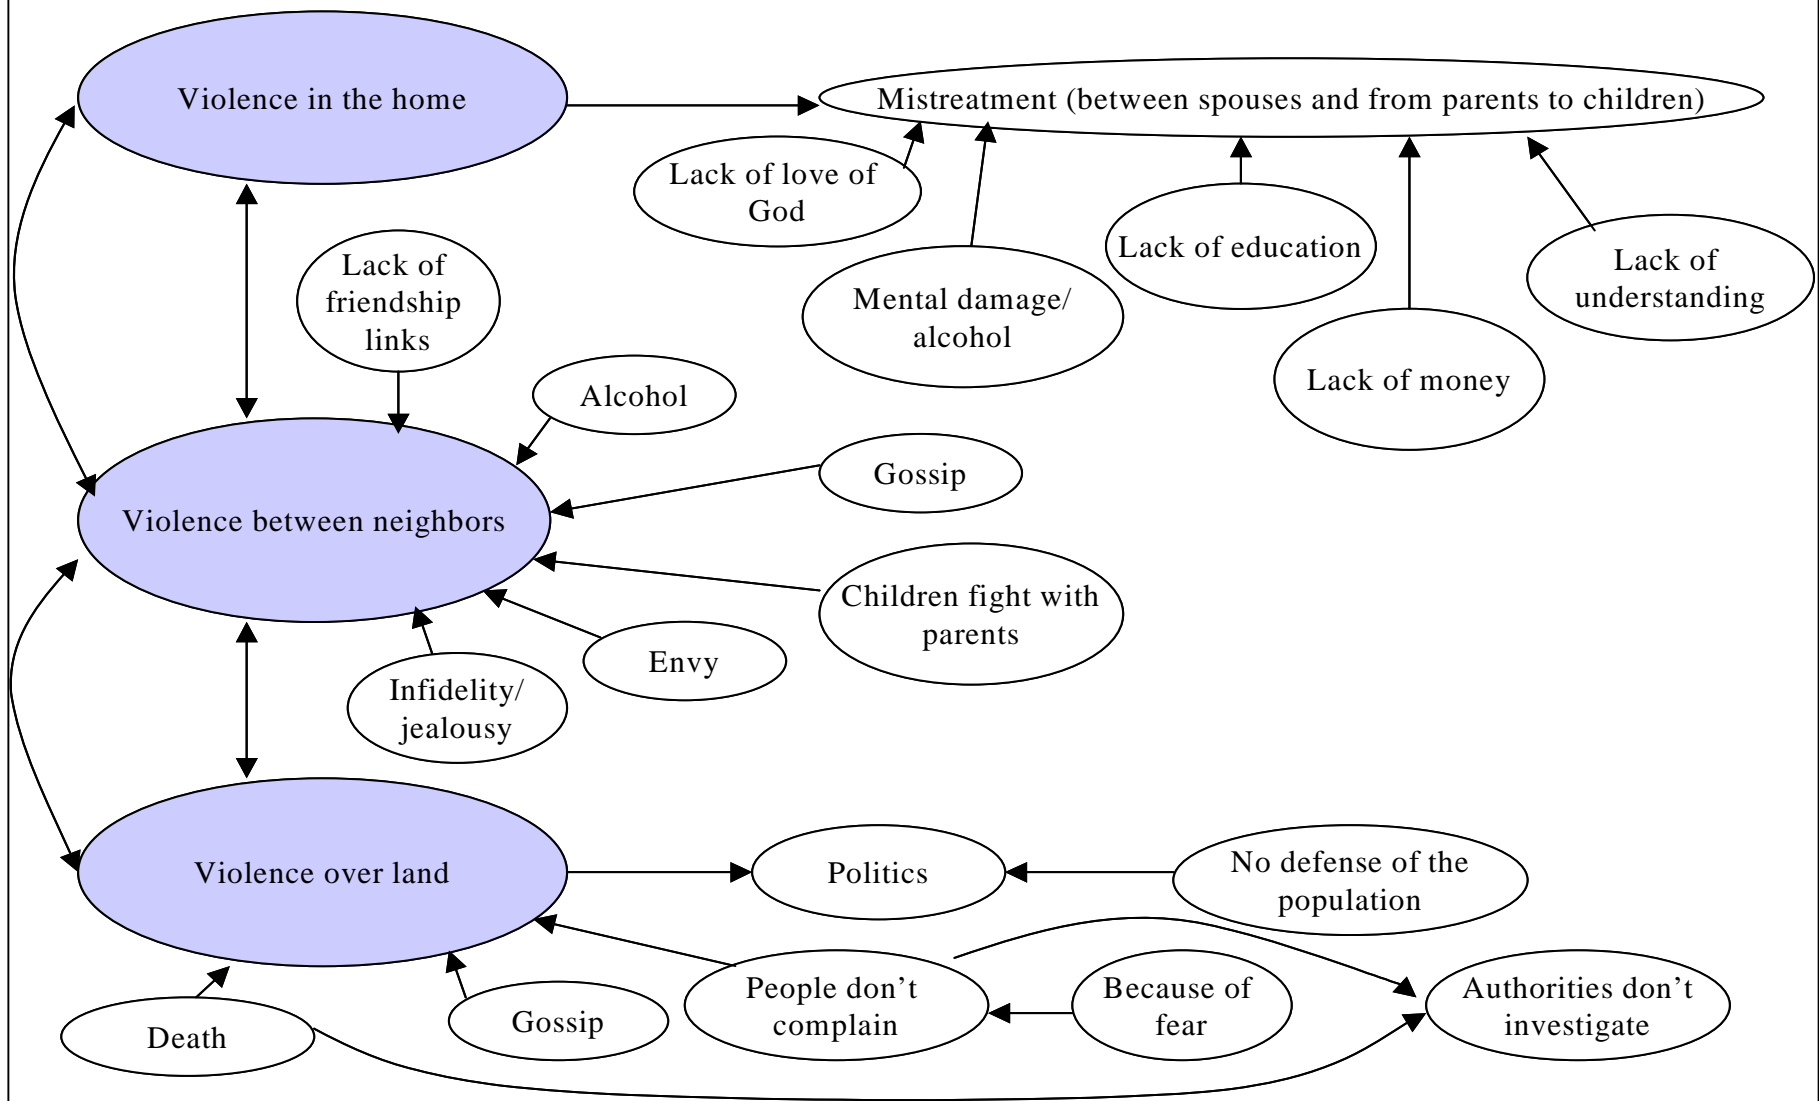 Violence in the home
Mistreatment (between spouses and from parents to children)
Lack of love of
God
Lack of education
Lack of
friendship
links
Mental damage/
alcohol
Lack of
understanding
Lack of money
Alcohol
Gossip
Violence between neighbors
Children fight with
parents
Envy
Infidelity/
jealousy
Violence over land
Politics
No defense of the
population
People don't
complain
Because of
fear
Authorities don't
investigate
Gossip
Death